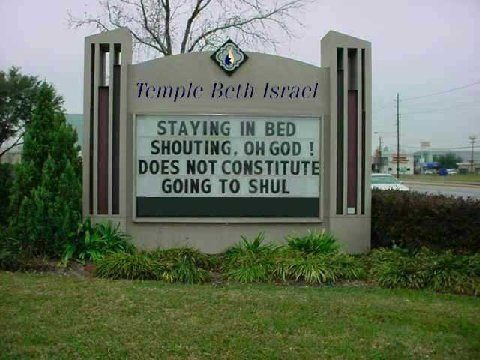 Temple Beth Israel
STAYING IN BED
SHOUTING, OH GOD !
DOES NOT CONSTITUTE
GOING TO SHUL